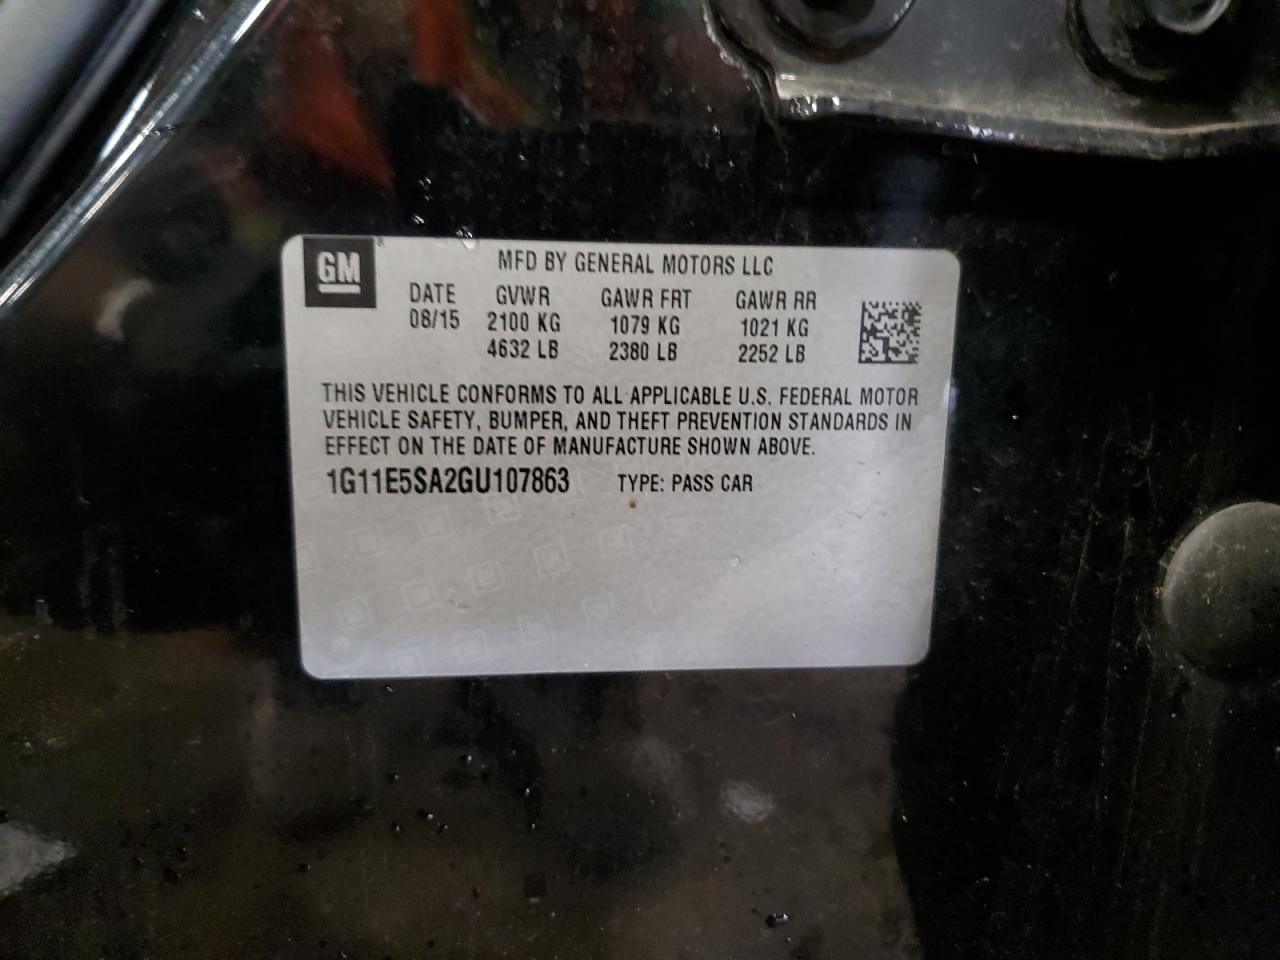 GM
MFD BY GENERAL MOTORS LLC
DATE GVWR GAWR FRT GAWR RR
08/15 2100 KG 1079 KG 1021 KG
4632 LB 2380 LB 2252 LB
THIS VEHICLE CONFORMS TO ALL APPLICABLE U.S. FEDERAL MOTOR
VEHICLE SAFETY, BUMPER, AND THEFT PREVENTION STANDARDS IN
EFFECT ON THE DATE OF MANUFACTURE SHOWN ABOVE.
1G11E5SA2GU107863 TYPE: PASS CAR